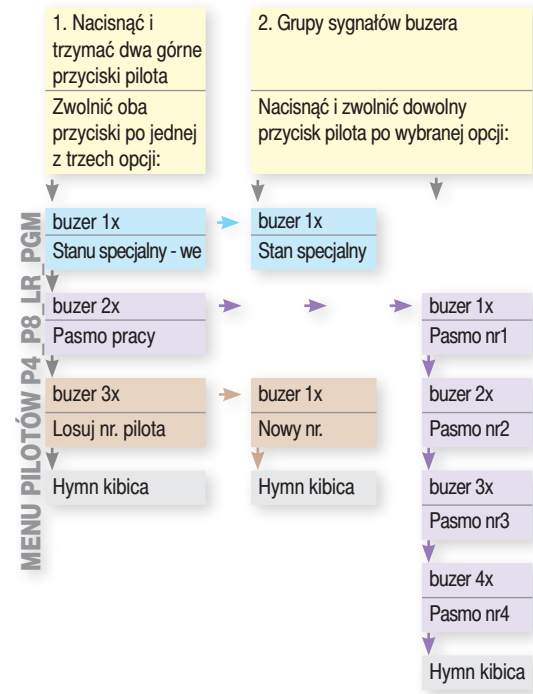 1. Nacisnąć i
trzymać dwa górne
przyciski pilota
Zwolnić oba
przyciski po jednej
z trzech opcji:
2. Grupy sygnałów buzera
Nacisnąć i zwolnić dowolny
przycisk pilota po wybranej opcji:
MENU PILOTÓW P4_P8_LR_PGM
buzer 1x
Stanu specjalny - we
buzer 1x
Stan specjalny
buzer 2x
Pasmo pracy
buzer 1x
Pasmo nr1
buzer 3x
Losuj nr. pilota
buzer 1x
Nowy nr.
buzer 2x
Pasmo nr2
Hymn kibica
Hymn kibica
buzer 3x
Pasmo nr3
buzer 4x
Pasmo nr4
Hymn kibica